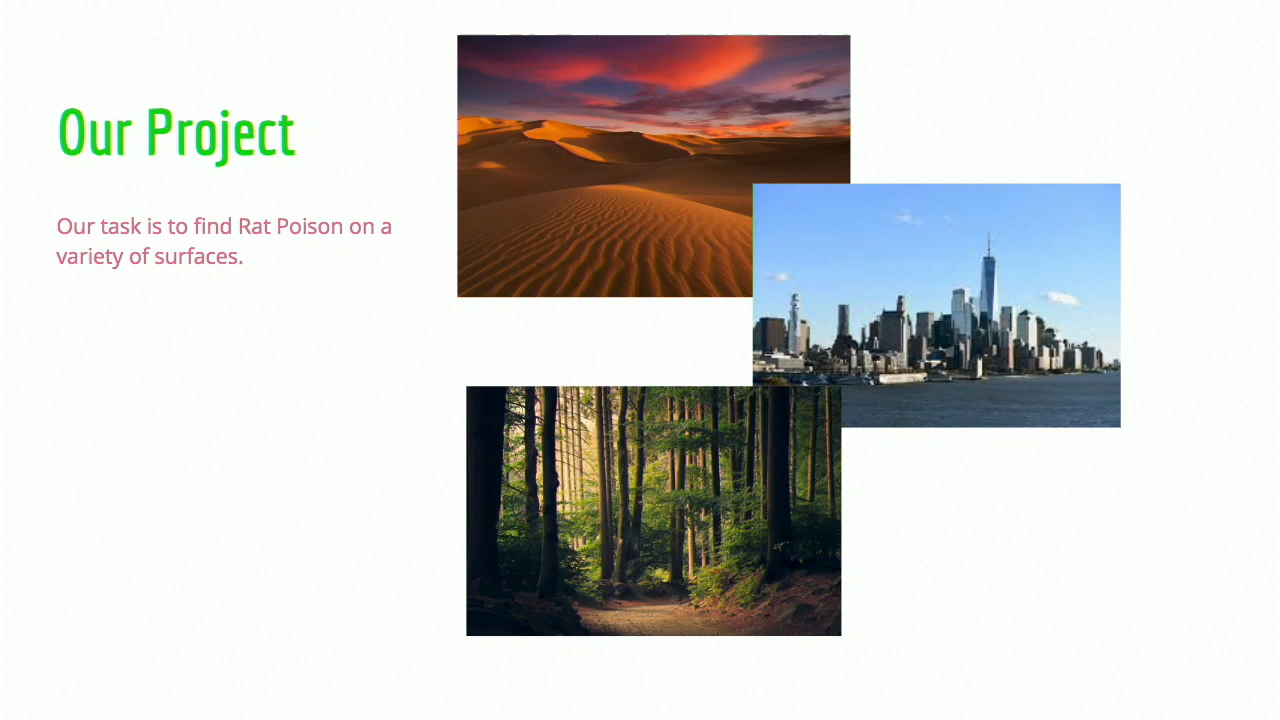 Our Project
Our task is to find Rat Poison on a
variety of surfaces.